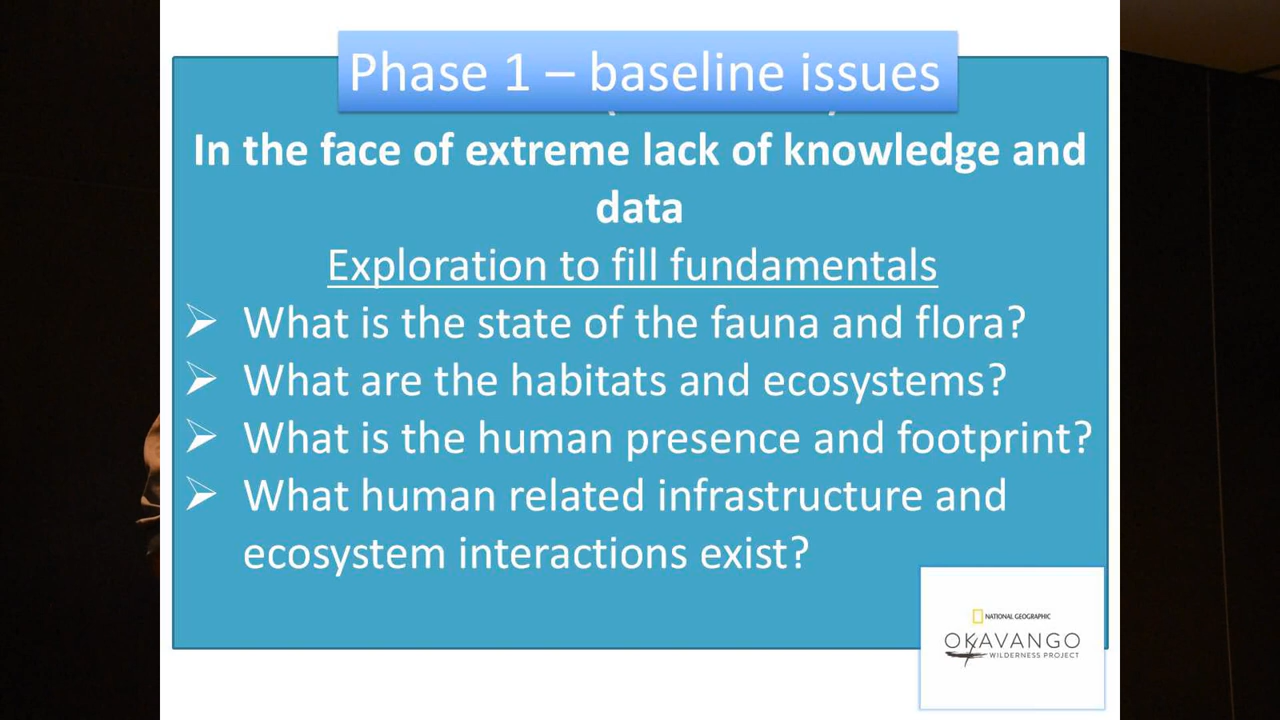 Phase 1 – baseline issues
In the face of extreme lack of knowledge and
data
Exploration to fill fundamentals
What is the state of the fauna and flora?
What are the habitats and ecosystems?
What is the human presence and footprint?
What human related infrastructure and
ecosystem interactions exist?
NATIONAL GEOGRAPHIC
OKAVANGO
WILDERNESS PROJECT